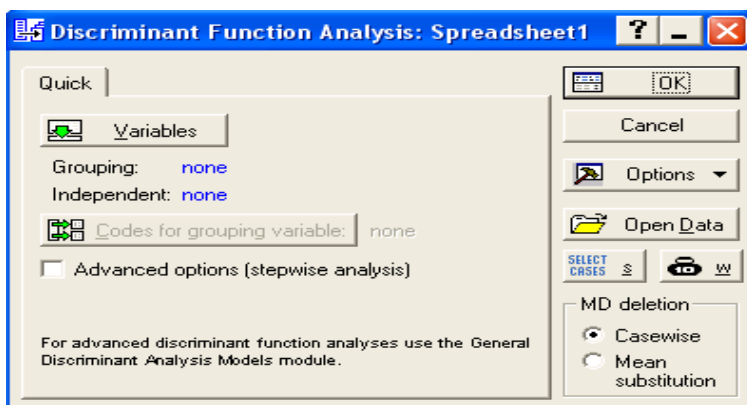 Discriminant Function Analysis: Spreadsheet1
Quick
OK
Variables
Cancel
Grouping: none
Independent: none
Options
Codes for grouping variable: none
Open Data
Advanced options (stepwise analysis)
SELECT CASES S
W
MD deletion
Casewise
Mean substitution
For advanced discriminant function analyses use the General
Discriminant Analysis Models module.